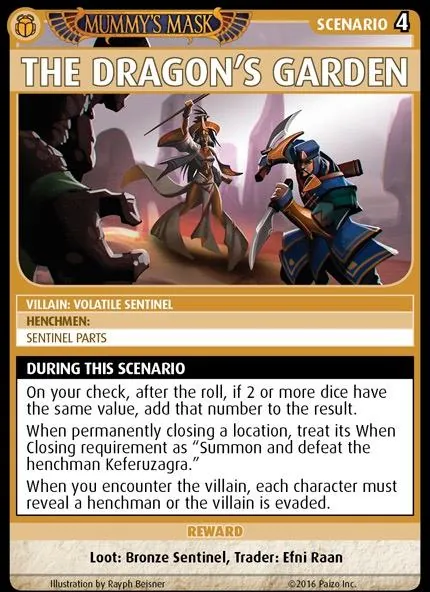 MUMMY'S MASK
SCENARIO 4
THE DRAGON'S GARDEN
VILLAIN: VOLATILE SENTINEL
HENCHMEN:
SENTINEL PARTS
DURING THIS SCENARIO
On your check, after the roll, if 2 or more dice have
the same value, add that number to the result.
When permanently closing a location, treat its When
Closing requirement as “Summon and defeat the
henchman Keferuzagra.”
When you encounter the villain, each character must
reveal a henchman or the villain is evaded.
REWARD
Loot: Bronze Sentinel, Trader: Efni Raan
Illustration by Rayph Beisner
©2016 Paizo Inc.